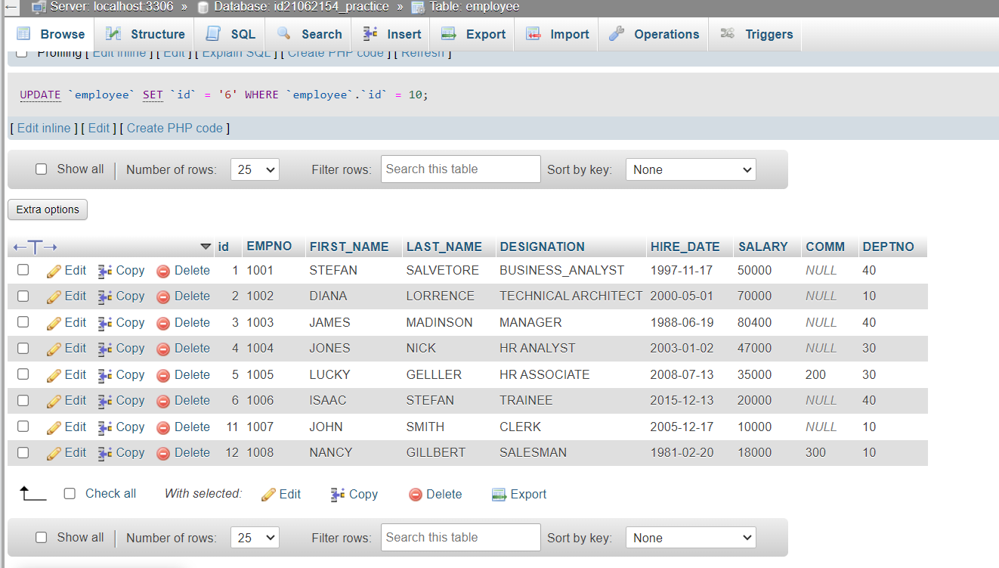 ← Server: localhost:3306 » Database: id21062154_practice » Table: employee
Browse Structure SQL Search Insert Export Import Operations Triggers
Profiling [ Edit inline ] [ Edit ] [ Explain SQL ] [ Create PHP code ] [ Refresh ]
UPDATE `employee` SET `id` = '6' WHERE `employee`.`id` = 10;
[ Edit inline ] [ Edit ] [ Create PHP code ]
Show all | Number of rows: 25 Filter rows: Search this table Sort by key: None
Extra options
←T→ id EMPNO FIRST_NAME LAST_NAME DESIGNATION HIRE_DATE SALARY COMM DEPTNO
Edit Copy Delete 1 1001 STEFAN SALVETORE BUSINESS_ANALYST 1997-11-17 50000 NULL 40
Edit Copy Delete 2 1002 DIANA LORRENCE TECHNICAL ARCHITECT 2000-05-01 70000 NULL 10
Edit Copy Delete 3 1003 JAMES MADINSON MANAGER 1988-06-19 80400 NULL 40
Edit Copy Delete 4 1004 JONES NICK HR ANALYST 2003-01-02 47000 NULL 30
Edit Copy Delete 5 1005 LUCKY GELLLER HR ASSOCIATE 2008-07-13 35000 200 30
Edit Copy Delete 6 1006 ISAAC STEFAN TRAINEE 2015-12-13 20000 NULL 40
Edit Copy Delete 11 1007 JOHN SMITH CLERK 2005-12-17 10000 NULL 10
Edit Copy Delete 12 1008 NANCY GILLBERT SALESMAN 1981-02-20 18000 300 10
Check all With selected: Edit Copy Delete Export
Show all | Number of rows: 25 Filter rows: Search this table Sort by key: None